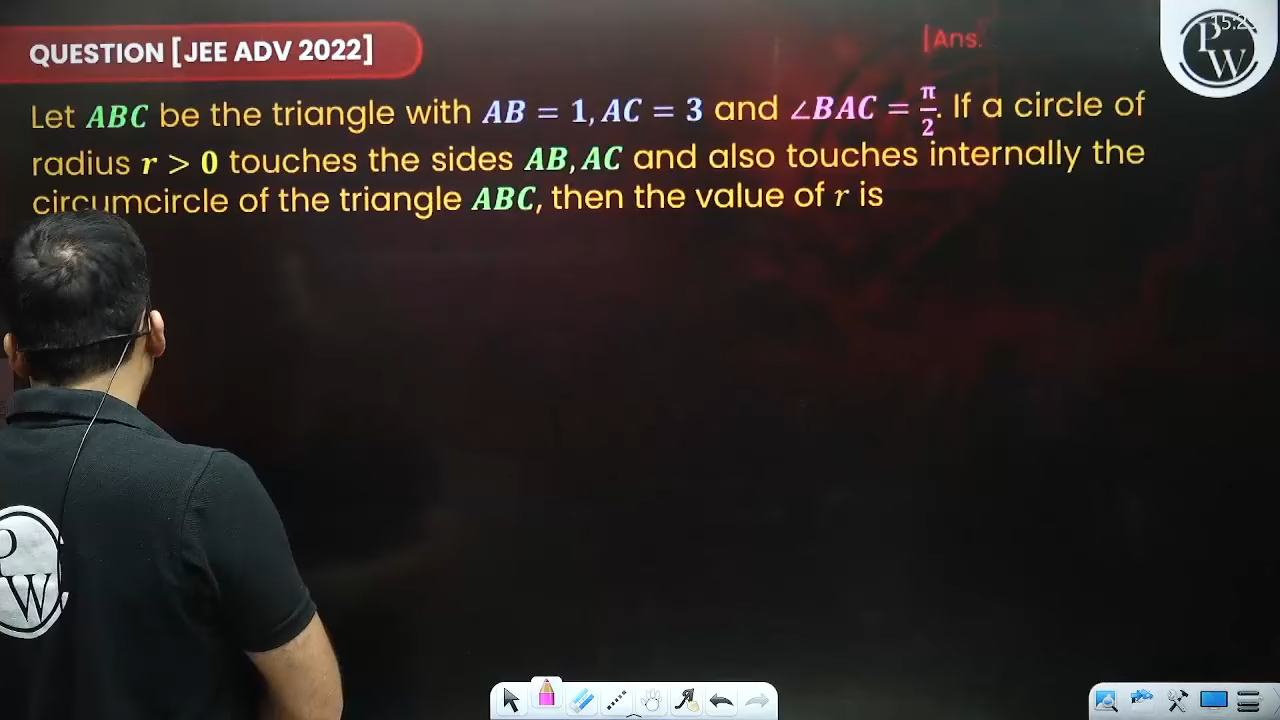 QUESTION [JEE ADV 2022]
[Ans.
Let ABC be the triangle with AB = 1, AC = 3 and ∠BAC = π/2. If a circle of
radius r > 0 touches the sides AB, AC and also touches internally the
circumcircle of the triangle ABC, then the value of r is
P
W
P
W